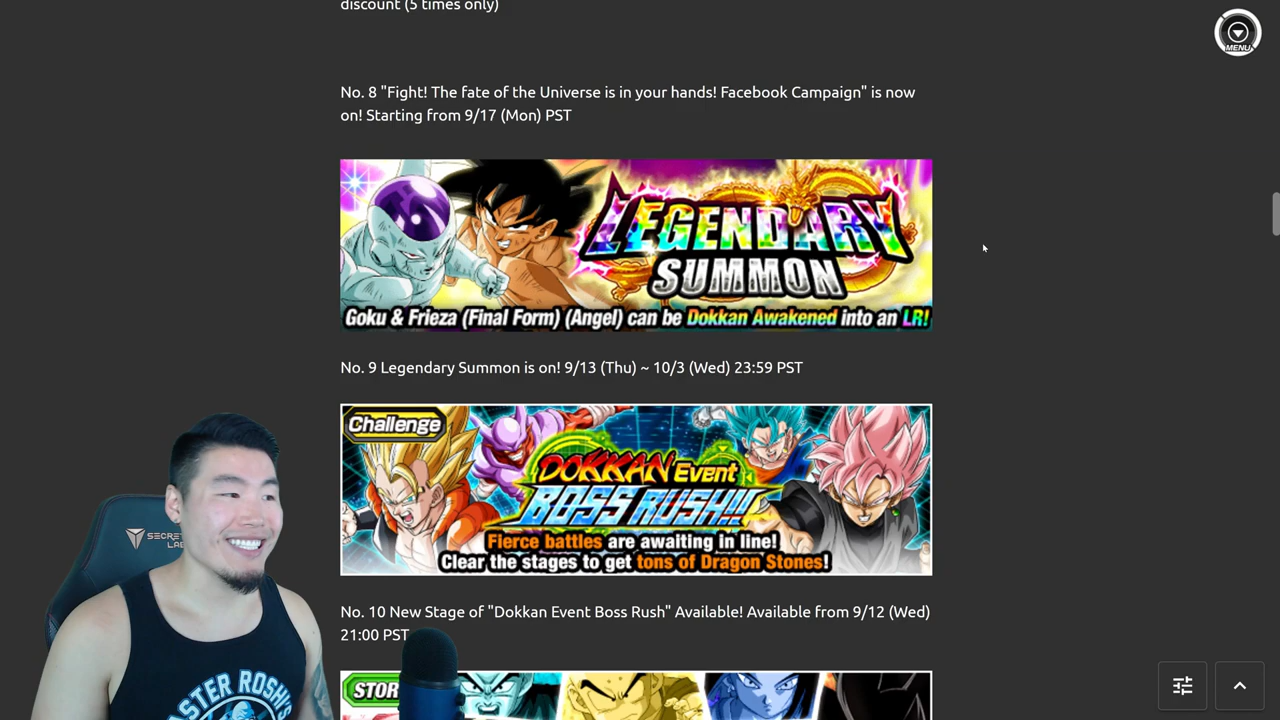 discount (5 times only)
MENU
No. 8 "Fight! The fate of the Universe is in your hands! Facebook Campaign" is now
on! Starting from 9/17 (Mon) PST
LEGENDARY
SUMMON
Goku & Frieza (Final Form) (Angel) can be Dokkan Awakened into an LR!
No. 9 Legendary Summon is on! 9/13 (Thu) ~ 10/3 (Wed) 23:59 PST
Challenge
DOKKAN Event
BOSS RUSH!!
Fierce battles are awaiting in line!
Clear the stages to get tons of Dragon Stones!
No. 10 New Stage of "Dokkan Event Boss Rush" Available! Available from 9/12 (Wed)
21:00 PST
STOR
SECRE
LAB
ASTER ROSHI'S